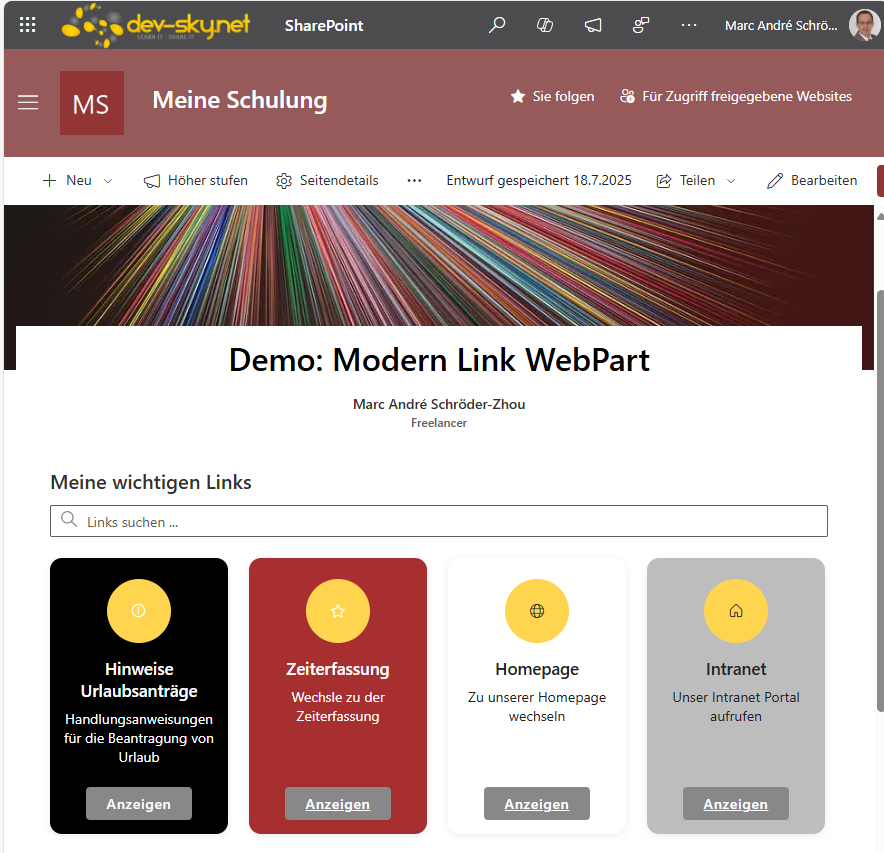 dev-sky.net
LEARN IT - SHARE IT
SharePoint
Marc André Schrö...
MS
Meine Schulung
Sie folgen
Für Zugriff freigegebene Websites
Neu
Höher stufen
Seitendetails
Entwurf gespeichert 18.7.2025
Teilen
Bearbeiten
Demo: Modern Link WebPart
Marc André Schröder-Zhou
Freelancer
Meine wichtigen Links
Links suchen ...
Hinweise
Urlaubsanträge
Handlungsanweisungen
für die Beantragung von
Urlaub
Anzeigen
Zeiterfassung
Wechsle zu der
Zeiterfassung
Anzeigen
Homepage
Zu unserer Homepage
wechseln
Anzeigen
Intranet
Unser Intranet Portal
aufrufen
Anzeigen